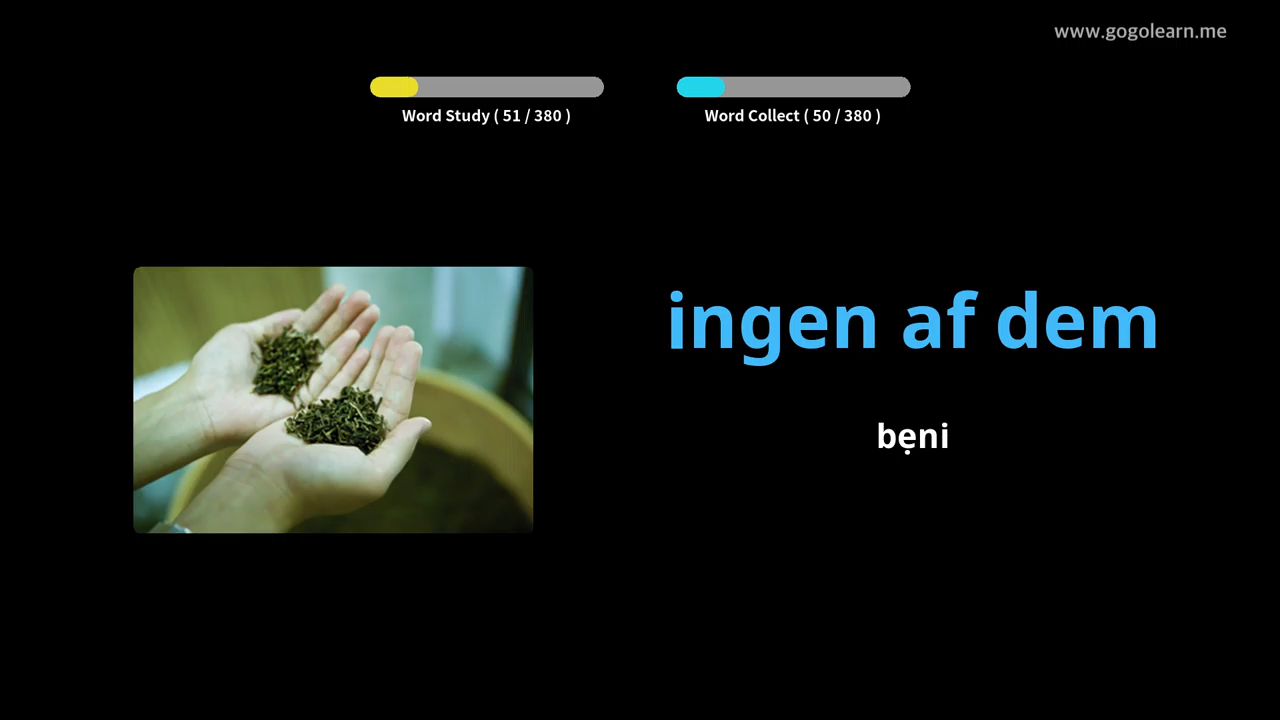 www.gogolearn.me
Word Study ( 51 / 380 )
Word Collect ( 50 / 380 )
ingen af dem
bẹni